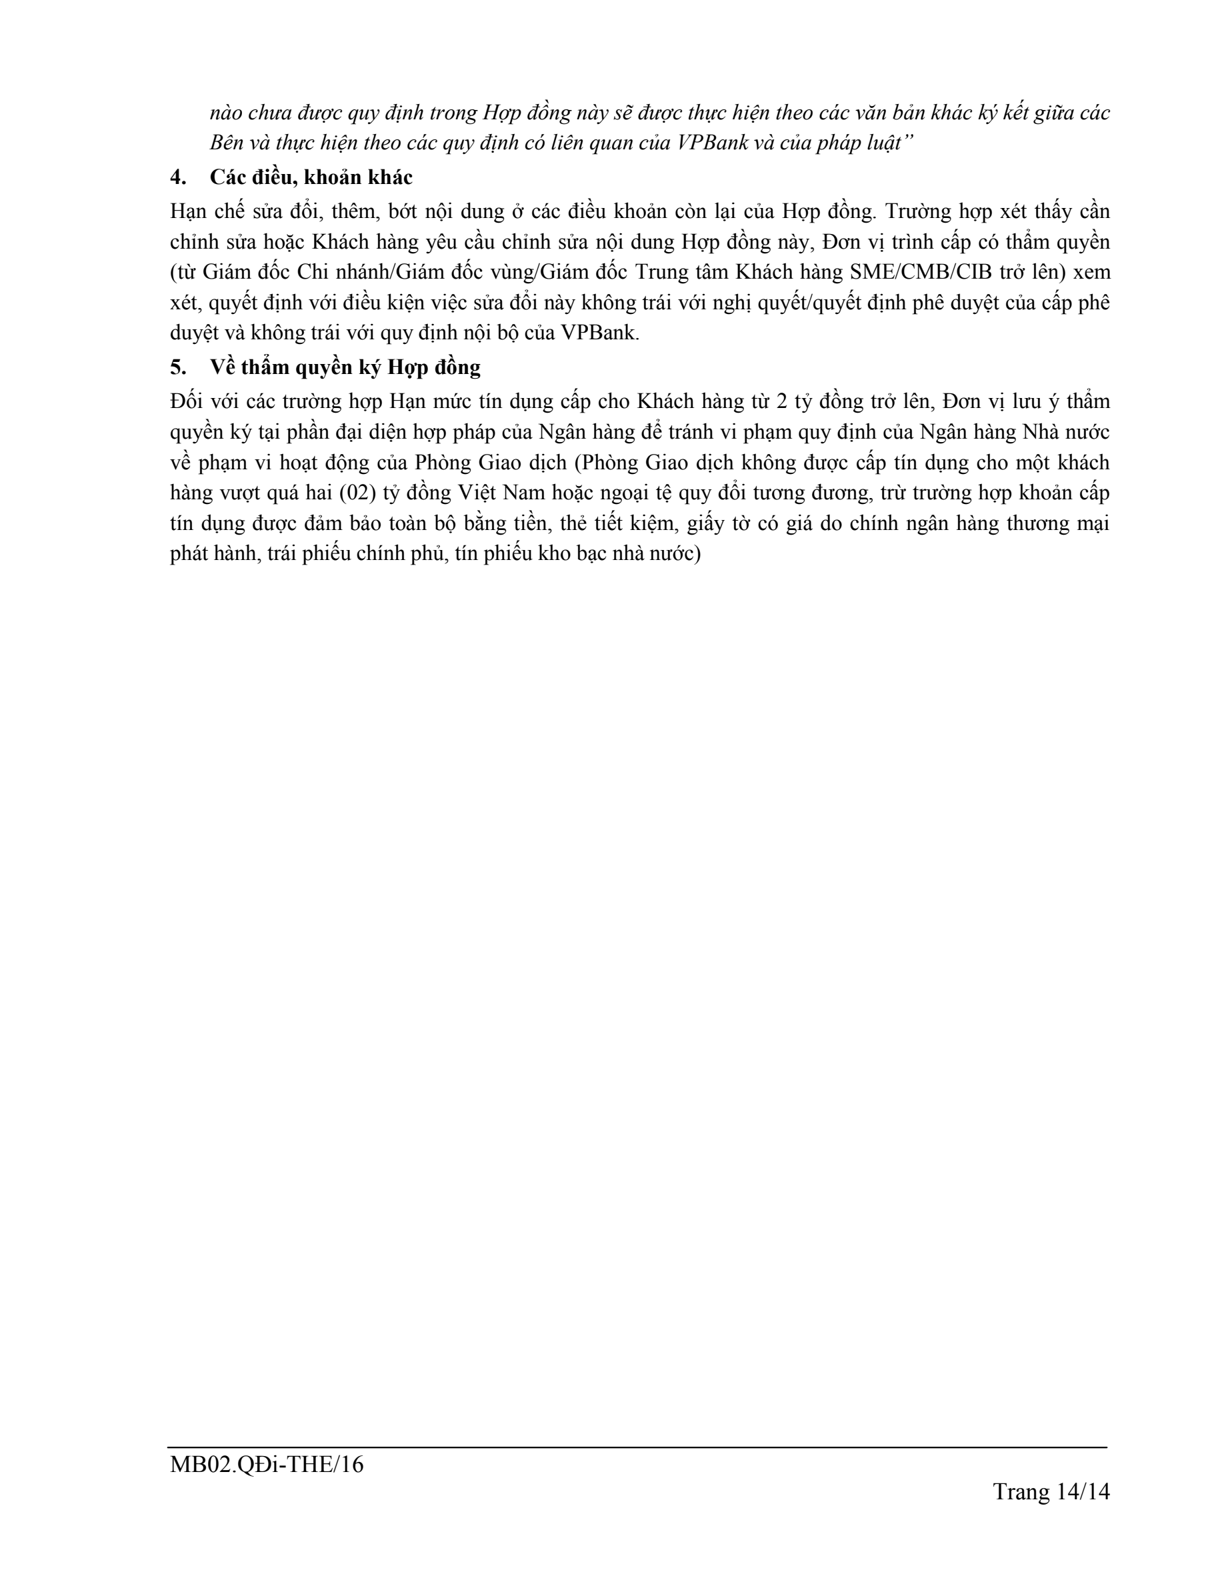 nào chưa được quy định trong Hợp đồng này sẽ được thực hiện theo các văn bản khác ký kết giữa các
Bên và thực hiện theo các quy định có liên quan của VPBank và của pháp luật”
4. Các điều, khoản khác
Hạn chế sửa đổi, thêm, bớt nội dung ở các điều khoản còn lại của Hợp đồng. Trường hợp xét thấy cần
chỉnh sửa hoặc Khách hàng yêu cầu chỉnh sửa nội dung Hợp đồng này, Đơn vị trình cấp có thẩm quyền
(từ Giám đốc Chi nhánh/Giám đốc vùng/Giám đốc Trung tâm Khách hàng SME/CMB/CIB trở lên) xem
xét, quyết định với điều kiện việc sửa đổi này không trái với nghị quyết/quyết định phê duyệt của cấp phê
duyệt và không trái với quy định nội bộ của VPBank.
5. Về thẩm quyền ký Hợp đồng
Đối với các trường hợp Hạn mức tín dụng cấp cho Khách hàng từ 2 tỷ đồng trở lên, Đơn vị lưu ý thẩm
quyền ký tại phần đại diện hợp pháp của Ngân hàng để tránh vi phạm quy định của Ngân hàng Nhà nước
về phạm vi hoạt động của Phòng Giao dịch (Phòng Giao dịch không được cấp tín dụng cho một khách
hàng vượt quá hai (02) tỷ đồng Việt Nam hoặc ngoại tệ quy đổi tương đương, trừ trường hợp khoản cấp
tín dụng được đảm bảo toàn bộ bằng tiền, thẻ tiết kiệm, giấy tờ có giá do chính ngân hàng thương mại
phát hành, trái phiếu chính phủ, tín phiếu kho bạc nhà nước)
MB02.QĐi-THE/16
Trang 14/14